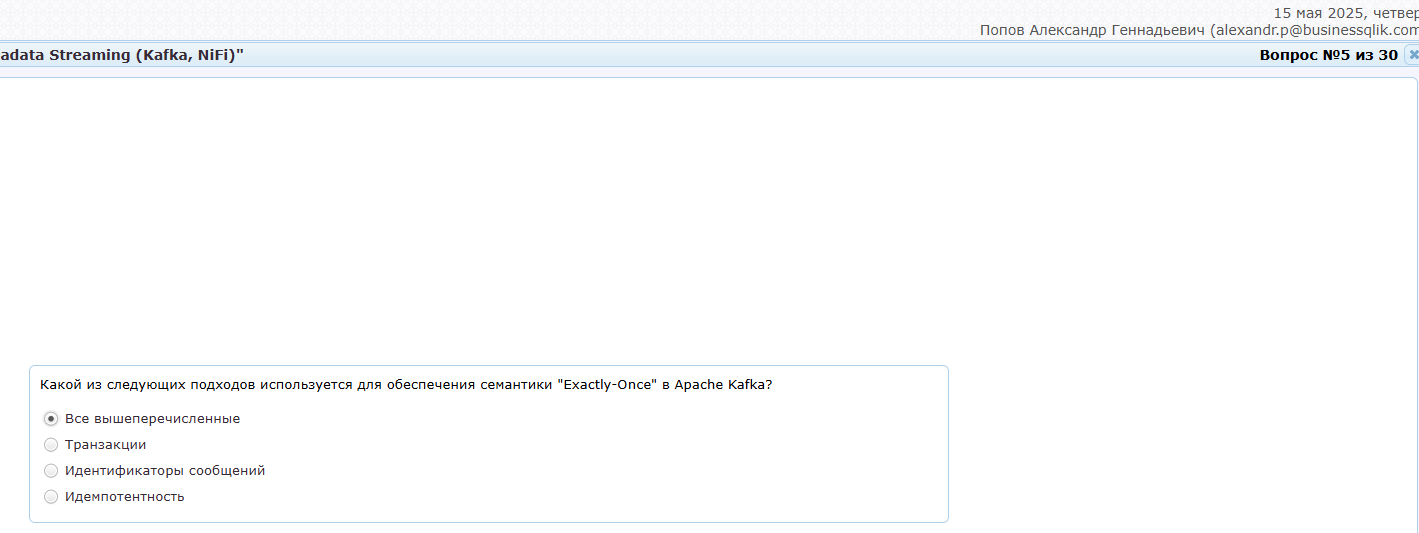 15 мая 2025, четвер
Попов Александр Геннадьевич (alexandr.p@businessqlik.com
adata Streaming (Kafka, NiFi)"
Вопрос №5 из 30
Какой из следующих подходов используется для обеспечения семантики "Exactly-Once" в Apache Kafka?
Все вышеперечисленные
Транзакции
Идентификаторы сообщений
Идемпотентность